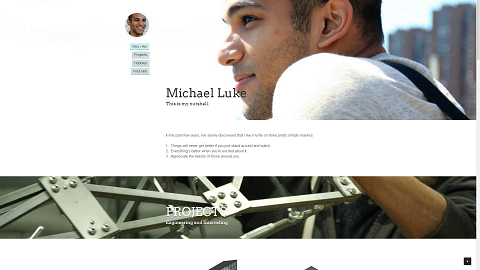 Who I Am
Projects
Hobbies
Find Me!
Michael Luke
This is my nutshell.
In the past few years, I've slowly discovered that I live my life on three pretty simple maxims.
1. Things will never get better if you just stand around and watch.
2. Everything's better when you're excited about it.
3. Appreciate the talents of those around you.
PROJECTS
Engineering and Innovating.